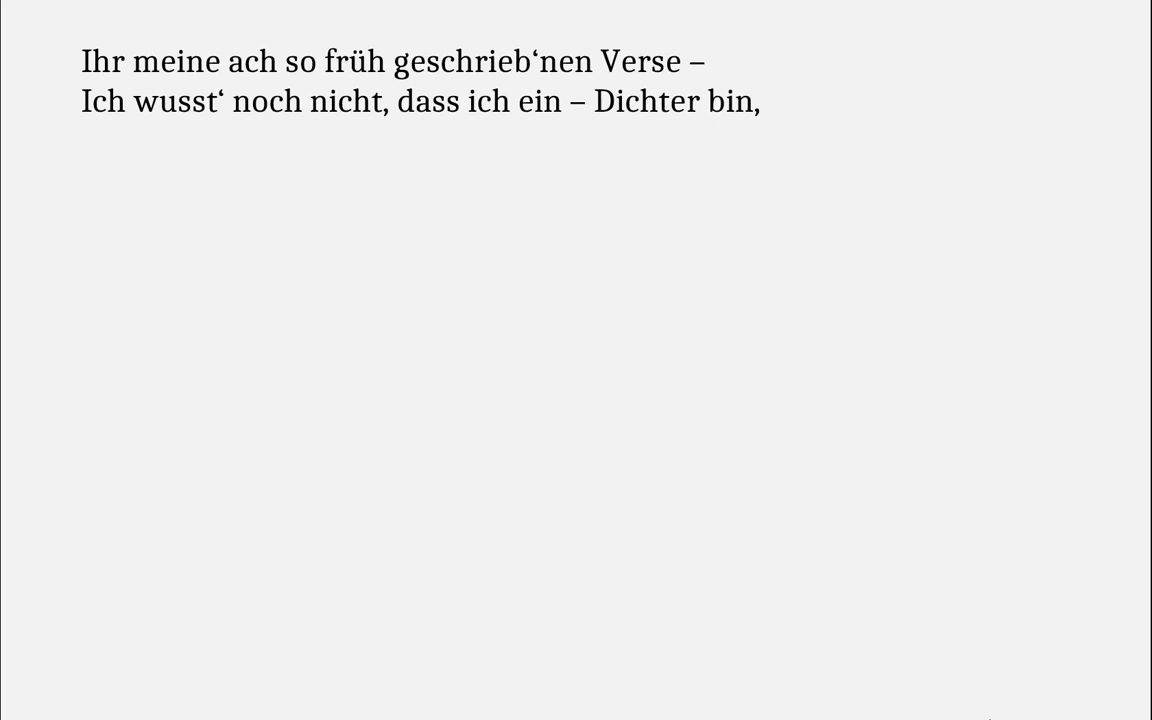 Ihr meine ach so früh geschrieb‘nen Verse –
Ich wusst‘ noch nicht, dass ich ein – Dichter bin,